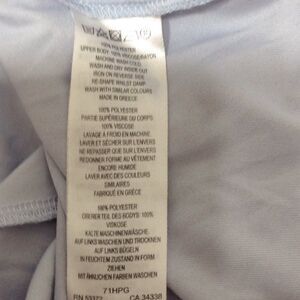 100% POLYESTER
UPPER BODY: 100% VISCOSE/RAYON
MACHINE WASH COLD
WASH AND DRY INSIDE OUT
IRON ON REVERSE SIDE
RE-SHAPE WHILST DAMP
WASH WITH SIMILAR COLOURS
MADE IN GREECE
100% POLYESTER
PARTIE SUPÉRIEURE DU CORPS
100% VISCOSE
LAVAGE A FROID EN MACHINE.
LAVER ET SÉCHER SUR L'ENVERS
NE REPASSER QUE SUR L'ENVERS
REDONNER FORME AU VÊTEMENT
ENCORE HUMIDE
LAVER AVEC DES COULEURS
SIMILAIRES
FABRIQUÉ EN GRÈCE
100% POLYESTER
OBERER TEIL DES BODYS: 100%
VISKOSE
KALTE MASCHINENWÄSCHE.
AUF LINKS WASCHEN UND TROCKNEN
AUF LINKS BÜGELN
IN FEUCHTEM ZUSTAND IN FORM
ZIEHEN
MIT ÄHNLICHEN FARBEN WASCHEN
71HPG
RN 53372 CA 34338